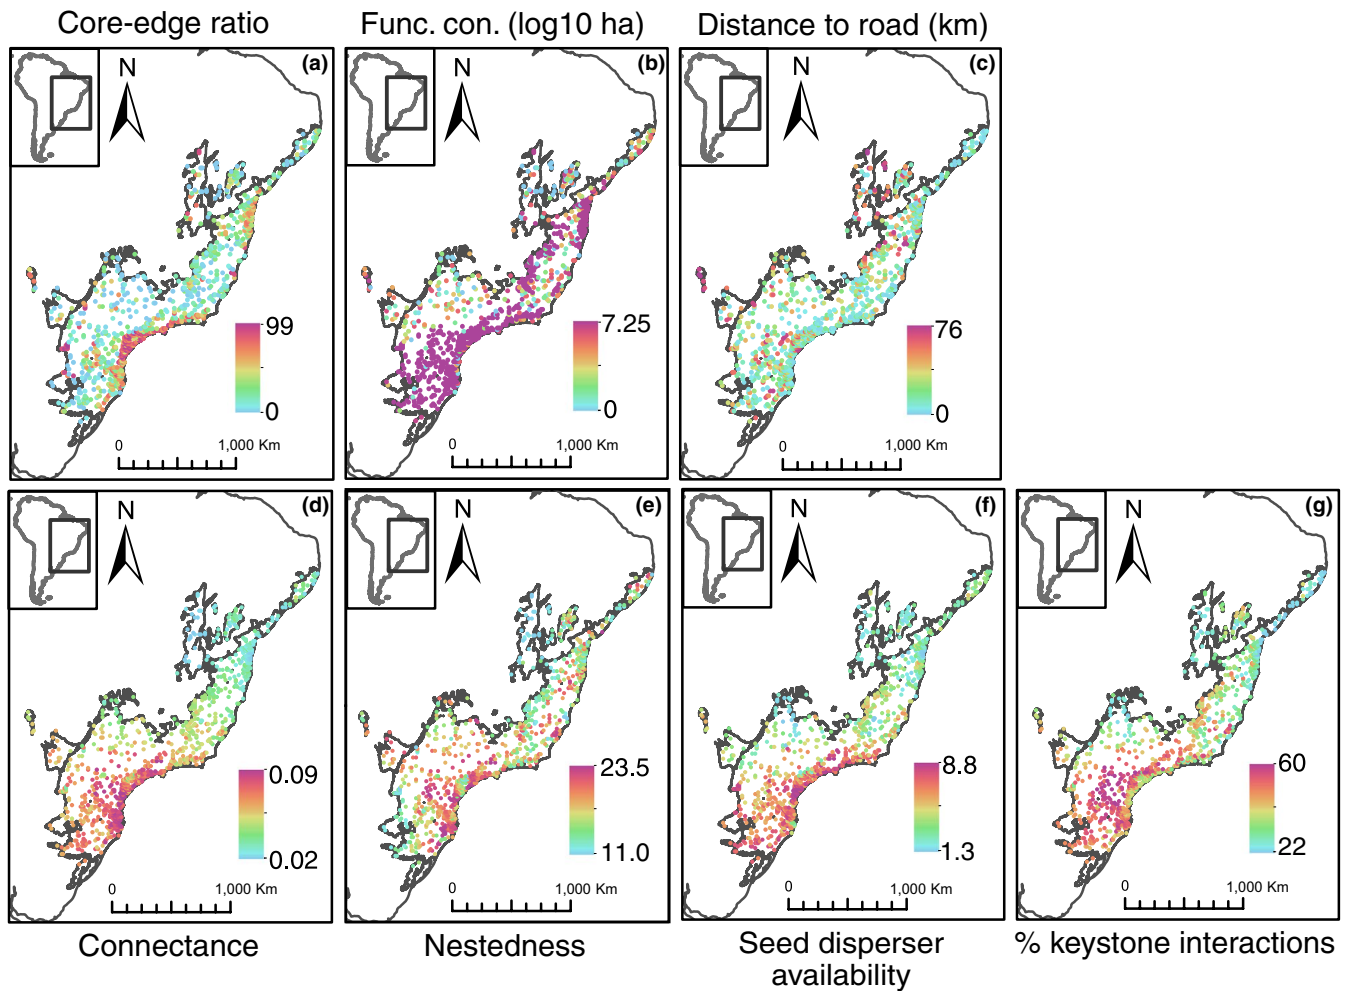 Core-edge ratio
Func. con. (log10 ha)
Distance to road (km)
(a)
N
99
0
0
1,000 Km
(b)
N
7.25
0
0
1,000 Km
(c)
N
76
0
0
1,000 Km
(d)
N
0.09
0.02
0
1,000 Km
(e)
N
23.5
11.0
0
1,000 Km
(f)
N
8.8
1.3
0
1,000 Km
(g)
N
60
22
0
1,000 Km
Connectance
Nestedness
Seed disperser
availability
% keystone interactions